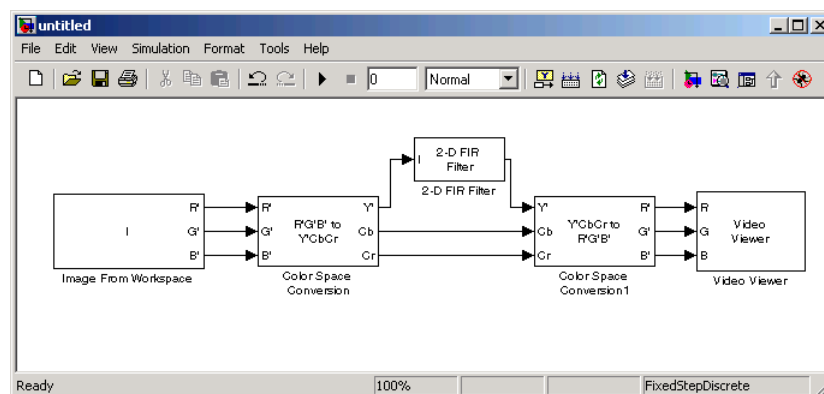 untitled
File Edit View Simulation Format Tools Help
0 Normal
I 2-D FIR
Filter
2-D FIR Filter
I
R'
G'
B'
Image From Workspace
R'
G'
B'
R'G'B' to
Y'CbCr
Y'
Cb
Cr
Color Space
Conversion
Y'
Cb
Cr
Y'CbCr to
R'G'B'
R'
G'
B'
Color Space
Conversion1
R
G
B
Video
Viewer
Video Viewer
Ready 100% FixedStepDiscrete